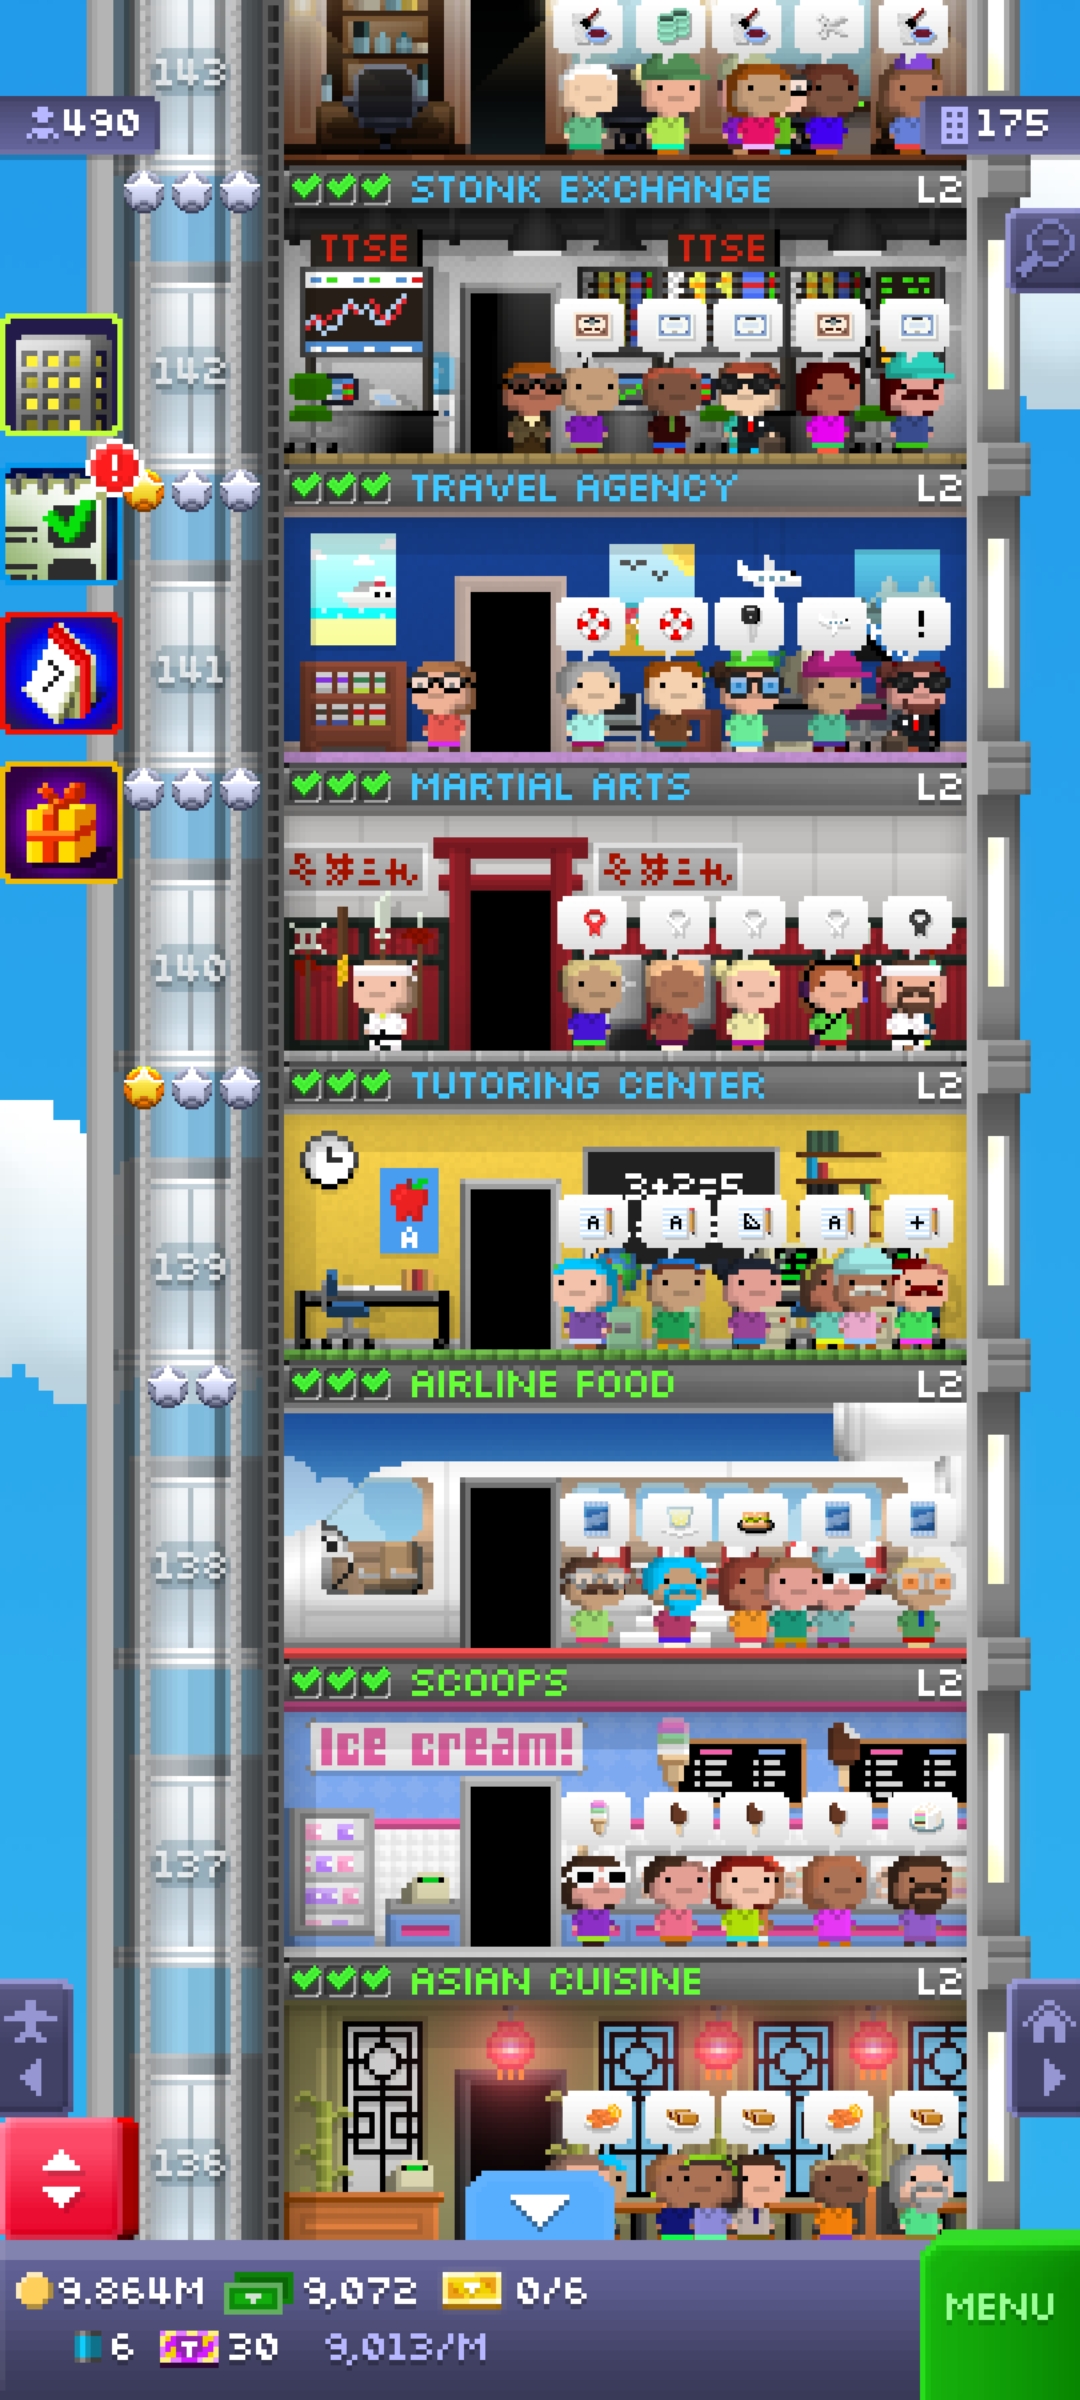 143
490
175
STONK EXCHANGE L2
TTSE TTSE
142
TRAVEL AGENCY L2
!
141
MARTIAL ARTS L2
140
TUTORING CENTER L2
3+2=5
A A A +
A
139
AIRLINE FOOD L2
138
SCOOPS L2
Ice cream!
137
ASIAN CUISINE L2
136
9.864M 9,072 0/6
MENU
6 T 30 9,013/M